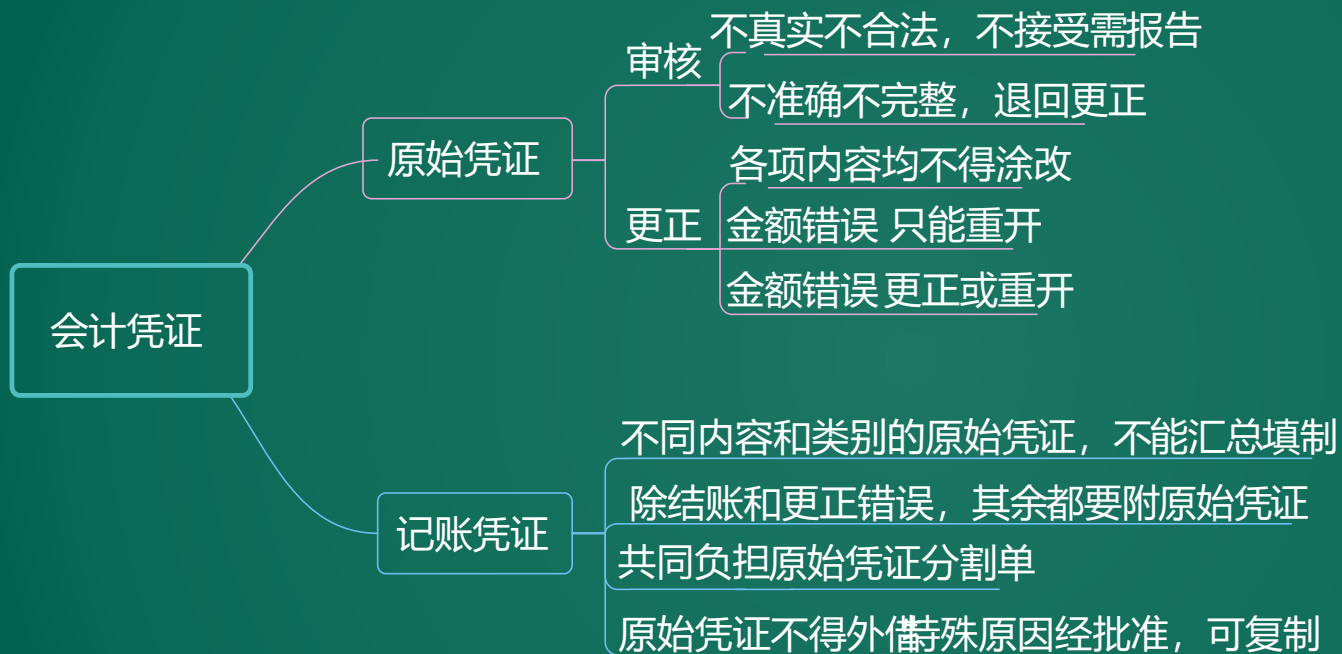 不真实不合法，不接受需报告
审核
不准确不完整，退回更正
原始凭证
各项内容均不得涂改
更正
金额错误 只能重开
金额错误 更正或重开
会计凭证
不同内容和类别的原始凭证，不能汇总填制
除结账和更正错误，其余都要附原始凭证
记账凭证
共同负担原始凭证分割单
原始凭证不得外借特殊原因经批准，可复制